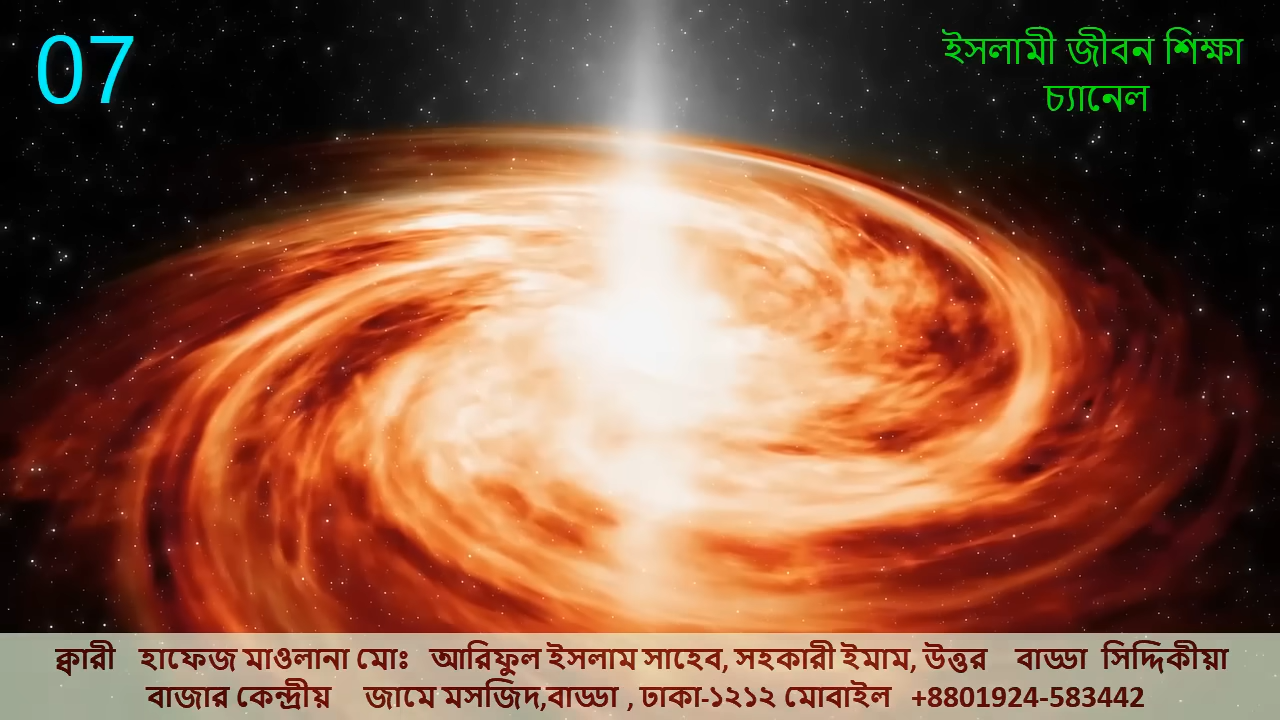 07
ইসলামী জীবন শিক্ষা
চ্যানেল
ক্বারী হাফেজ মাওলানা মোঃ আরিফুল ইসলাম সাহেব, সহকারী ইমাম, উত্তর বাড্ডা সিদ্দিকীয়া
বাজার কেন্দ্রীয় জামে মসজিদ,বাড্ডা , ঢাকা-১২১২ মোবাইল +8801924-583442